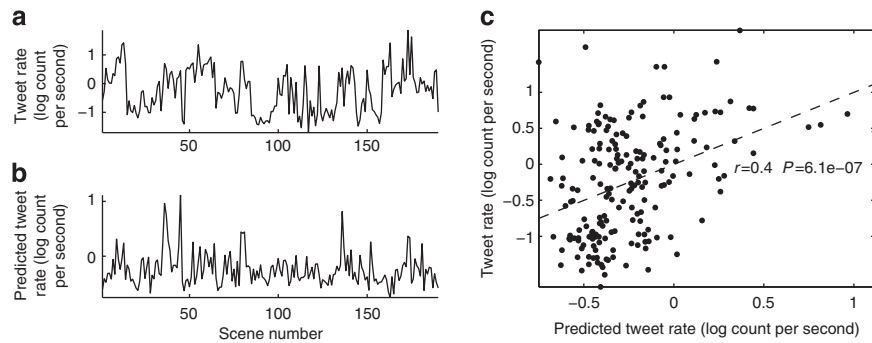 a
Tweet rate
(log count
per second)
1
0
−1
50
100
150
b
Predicted tweet
rate (log count
per second)
1
0
50
100
150
Scene number
c
Tweet rate (log count per second)
1
0.5
0
−0.5
−1
r=0.4 P=6.1e−07
−0.5
0
0.5
1
Predicted tweet rate (log count per second)